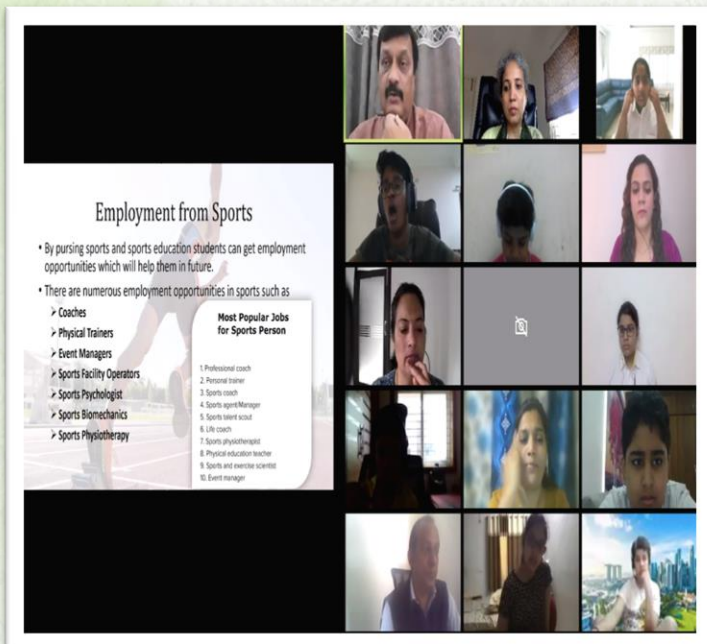 Employment from Sports
• By pursing sports and sports education students can get employment
opportunities which will help them in future.
• There are numerous employment opportunities in sports such as
➢ Coaches
➢ Physical Trainers
➢ Event Managers
➢ Sports Facility Operators
➢ Sports Psychologist
➢ Sports Biomechanics
➢ Sports Physiotherapy
Most Popular Jobs
for Sports Person
1. Professional coach
2. Personal trainer
3. Sports coach
4. Sports agent/Manager
5. Sports talent scout
6. Life coach
7. Sports physiotherapist
8. Physical education teacher
9. Sports and exercise scientist
10. Event manager